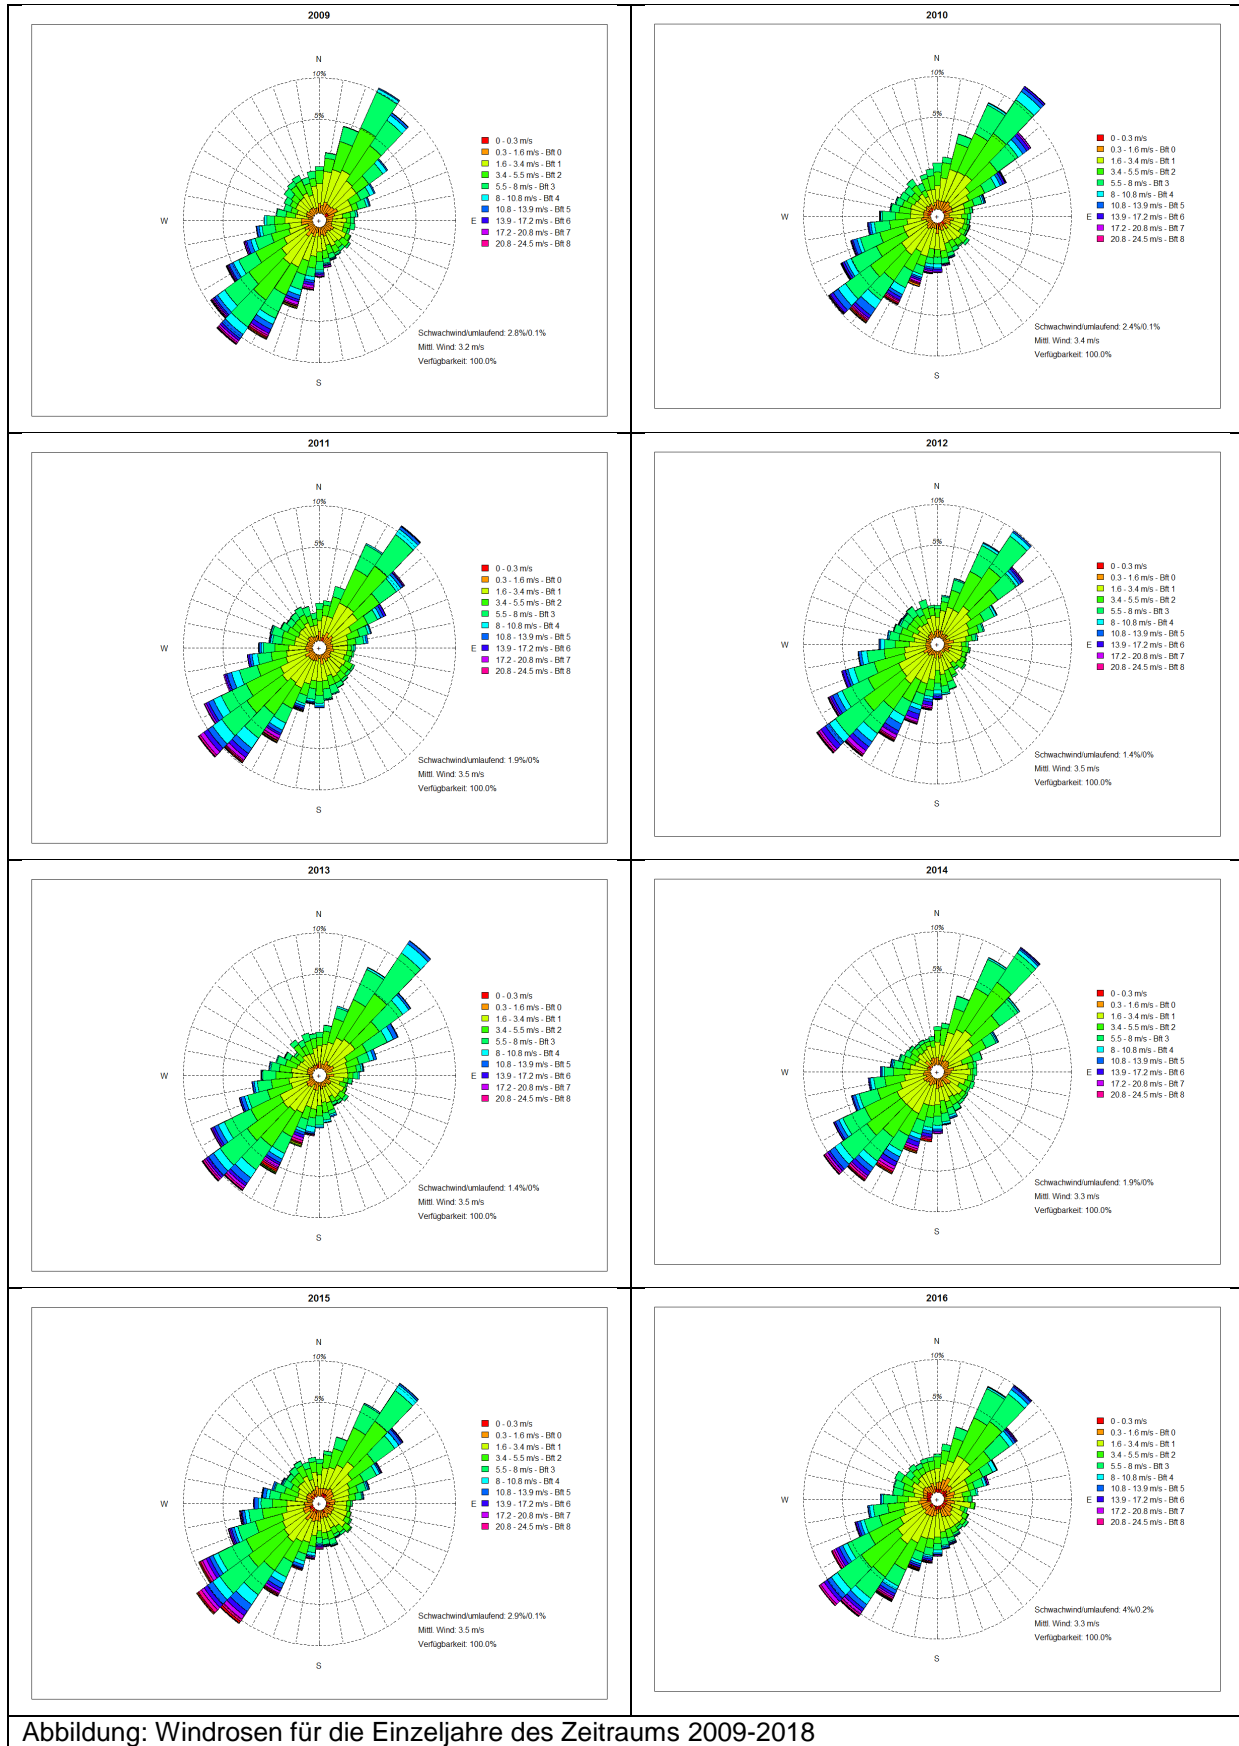 2009
N
10%
5%
W
E
S
0 - 0.3 m/s
0.3 - 1.6 m/s - Bft 0
1.6 - 3.4 m/s - Bft 1
3.4 - 5.5 m/s - Bft 2
5.5 - 8 m/s - Bft 3
8 - 10.8 m/s - Bft 4
10.8 - 13.9 m/s - Bft 5
13.9 - 17.2 m/s - Bft 6
17.2 - 20.8 m/s - Bft 7
20.8 - 24.5 m/s - Bft 8
Schwachwind/umlaufend: 2.8%/0.1%
Mittl. Wind: 3.2 m/s
Verfügbarkeit: 100.0%
2010
N
10%
5%
W
E
S
0 - 0.3 m/s
0.3 - 1.6 m/s - Bft 0
1.6 - 3.4 m/s - Bft 1
3.4 - 5.5 m/s - Bft 2
5.5 - 8 m/s - Bft 3
8 - 10.8 m/s - Bft 4
10.8 - 13.9 m/s - Bft 5
13.9 - 17.2 m/s - Bft 6
17.2 - 20.8 m/s - Bft 7
20.8 - 24.5 m/s - Bft 8
Schwachwind/umlaufend: 2.4%/0.1%
Mittl. Wind: 3.4 m/s
Verfügbarkeit: 100.0%
2011
N
10%
5%
W
E
S
0 - 0.3 m/s
0.3 - 1.6 m/s - Bft 0
1.6 - 3.4 m/s - Bft 1
3.4 - 5.5 m/s - Bft 2
5.5 - 8 m/s - Bft 3
8 - 10.8 m/s - Bft 4
10.8 - 13.9 m/s - Bft 5
13.9 - 17.2 m/s - Bft 6
17.2 - 20.8 m/s - Bft 7
20.8 - 24.5 m/s - Bft 8
Schwachwind/umlaufend: 1.9%/0%
Mittl. Wind: 3.5 m/s
Verfügbarkeit: 100.0%
2012
N
10%
5%
W
E
S
0 - 0.3 m/s
0.3 - 1.6 m/s - Bft 0
1.6 - 3.4 m/s - Bft 1
3.4 - 5.5 m/s - Bft 2
5.5 - 8 m/s - Bft 3
8 - 10.8 m/s - Bft 4
10.8 - 13.9 m/s - Bft 5
13.9 - 17.2 m/s - Bft 6
17.2 - 20.8 m/s - Bft 7
20.8 - 24.5 m/s - Bft 8
Schwachwind/umlaufend: 1.4%/0%
Mittl. Wind: 3.5 m/s
Verfügbarkeit: 100.0%
2013
N
10%
5%
W
E
S
0 - 0.3 m/s
0.3 - 1.6 m/s - Bft 0
1.6 - 3.4 m/s - Bft 1
3.4 - 5.5 m/s - Bft 2
5.5 - 8 m/s - Bft 3
8 - 10.8 m/s - Bft 4
10.8 - 13.9 m/s - Bft 5
13.9 - 17.2 m/s - Bft 6
17.2 - 20.8 m/s - Bft 7
20.8 - 24.5 m/s - Bft 8
Schwachwind/umlaufend: 1.4%/0%
Mittl. Wind: 3.5 m/s
Verfügbarkeit: 100.0%
2014
N
10%
5%
W
E
S
0 - 0.3 m/s
0.3 - 1.6 m/s - Bft 0
1.6 - 3.4 m/s - Bft 1
3.4 - 5.5 m/s - Bft 2
5.5 - 8 m/s - Bft 3
8 - 10.8 m/s - Bft 4
10.8 - 13.9 m/s - Bft 5
13.9 - 17.2 m/s - Bft 6
17.2 - 20.8 m/s - Bft 7
20.8 - 24.5 m/s - Bft 8
Schwachwind/umlaufend: 1.9%/0%
Mittl. Wind: 3.3 m/s
Verfügbarkeit: 100.0%
2015
N
10%
5%
W
E
S
0 - 0.3 m/s
0.3 - 1.6 m/s - Bft 0
1.6 - 3.4 m/s - Bft 1
3.4 - 5.5 m/s - Bft 2
5.5 - 8 m/s - Bft 3
8 - 10.8 m/s - Bft 4
10.8 - 13.9 m/s - Bft 5
13.9 - 17.2 m/s - Bft 6
17.2 - 20.8 m/s - Bft 7
20.8 - 24.5 m/s - Bft 8
Schwachwind/umlaufend: 2.9%/0.1%
Mittl. Wind: 3.5 m/s
Verfügbarkeit: 100.0%
2016
N
10%
5%
W
E
S
0 - 0.3 m/s
0.3 - 1.6 m/s - Bft 0
1.6 - 3.4 m/s - Bft 1
3.4 - 5.5 m/s - Bft 2
5.5 - 8 m/s - Bft 3
8 - 10.8 m/s - Bft 4
10.8 - 13.9 m/s - Bft 5
13.9 - 17.2 m/s - Bft 6
17.2 - 20.8 m/s - Bft 7
20.8 - 24.5 m/s - Bft 8
Schwachwind/umlaufend: 4%/0.2%
Mittl. Wind: 3.3 m/s
Verfügbarkeit: 100.0%
Abbildung: Windrosen für die Einzeljahre des Zeitraums 2009-2018